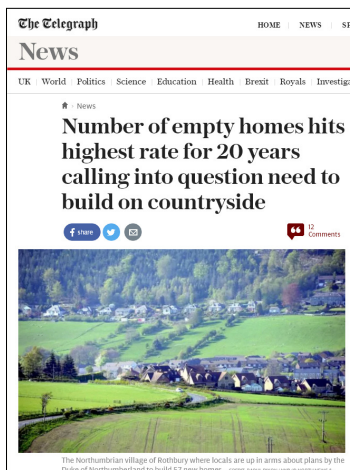 The Telegraph
HOME NEWS
News
UK World Politics Science Education Health Brexit Royals
News
Number of empty homes hits
highest rate for 20 years
calling into question need to
build on countryside
share
12
Comments
The Northumbrian village of Rothbury where locals are up in arms about plans by the
Duke of Northumberland to build 57 new homes